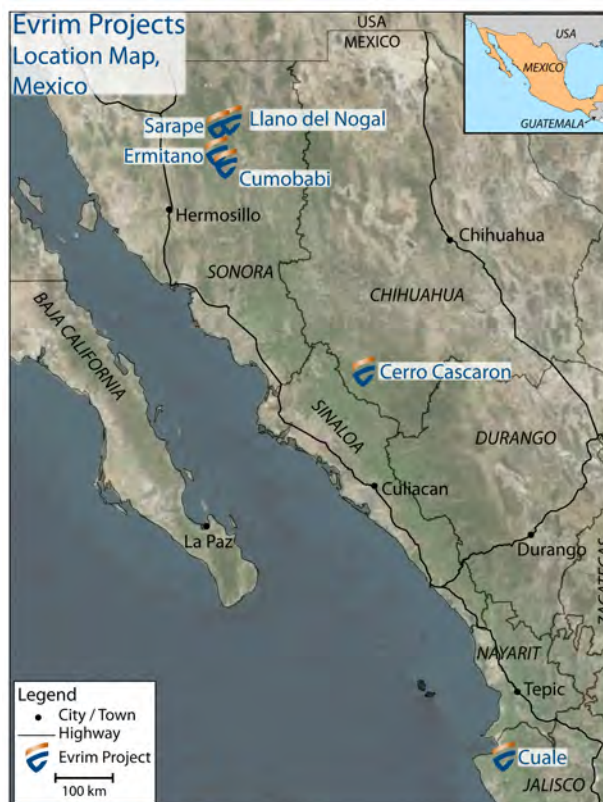 Evrim Projects
Location Map,
Mexico
USA
MEXICO
MEXICO
GUATEMALA
Sarape
Llano del Nogal
Ermitano
Cumobabi
Hermosillo
Chihuahua
SONORA
CHIHUAHUA
BAJA CALIFORNIA
Cerro Cascaron
SINALOA
DURANGO
Culiacan
La Paz
Durango
ZACATEGAS
NAYARIT
Tepic
Cuale
JALISCO
Legend
City / Town
Highway
Evrim Project
100 km